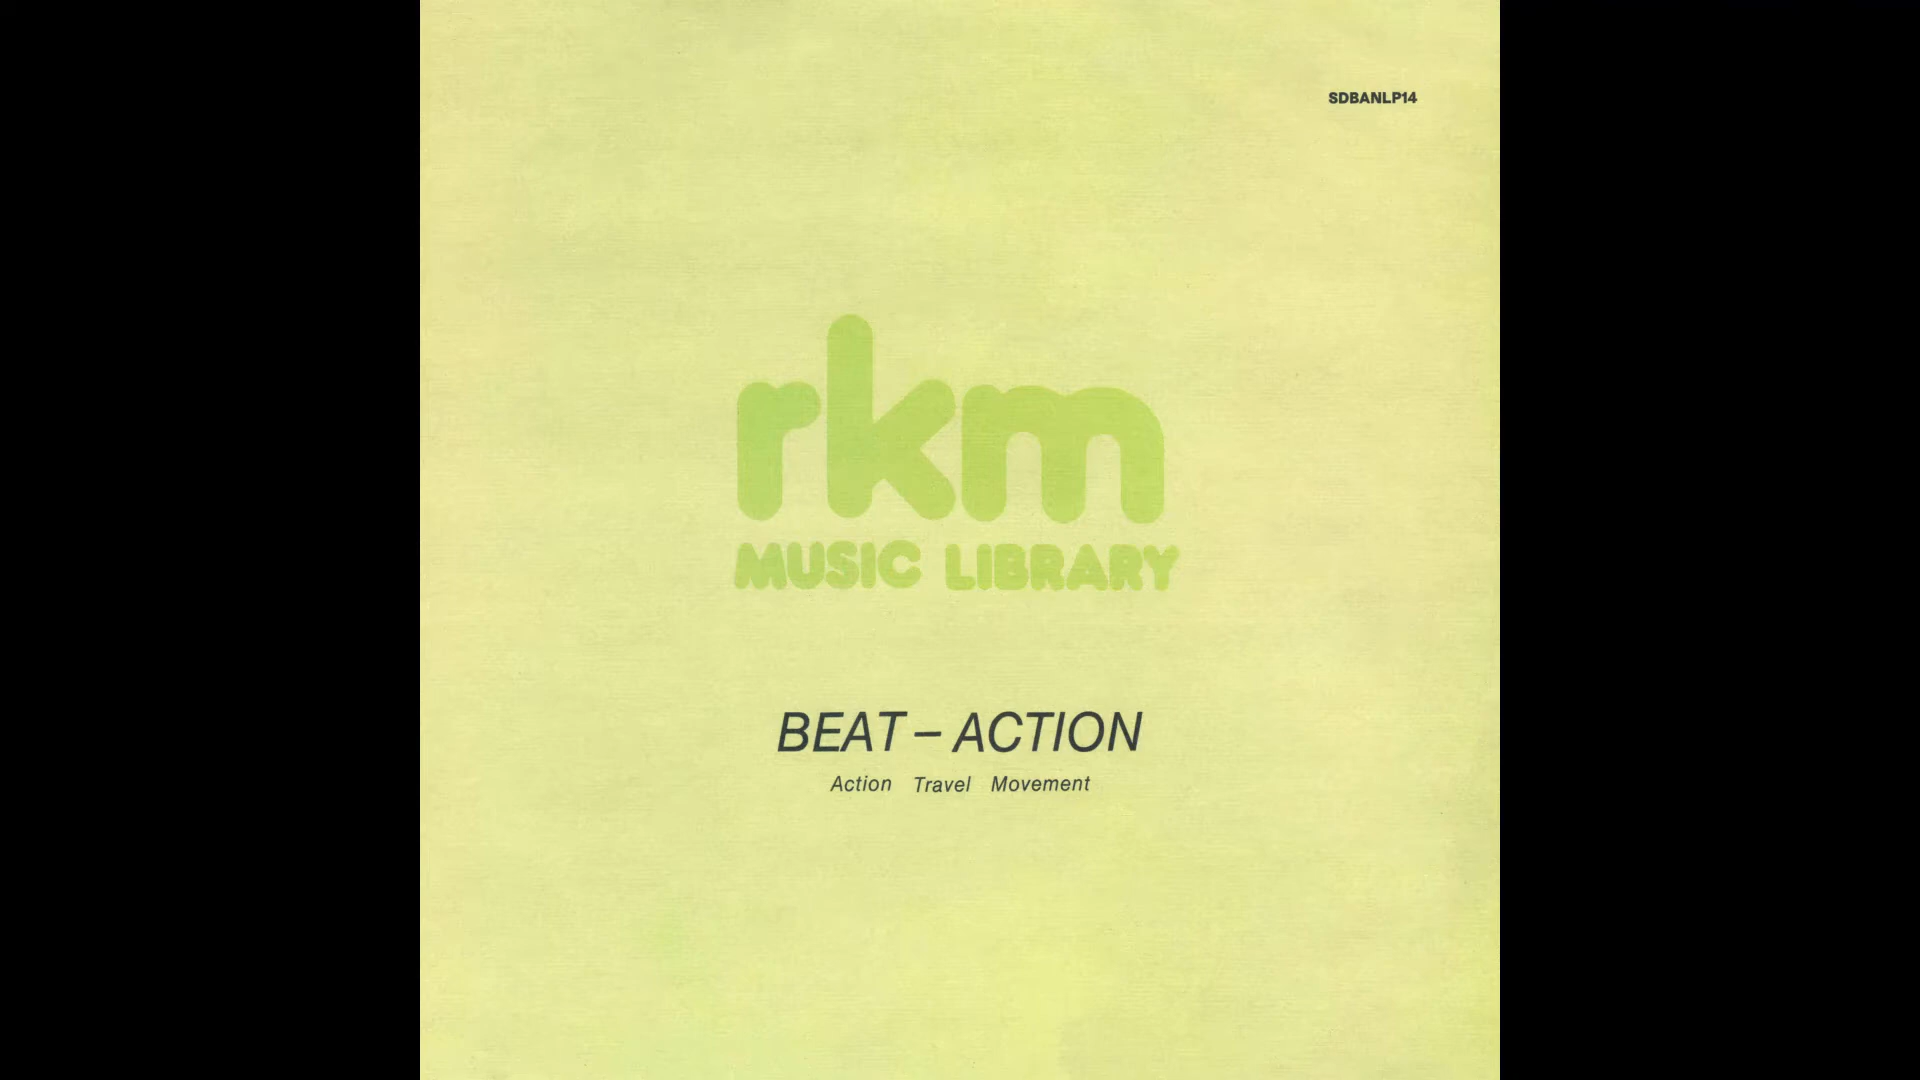 SDBANLP14
rkm
MUSIC LIBRARY
BEAT – ACTION
Action Travel Movement